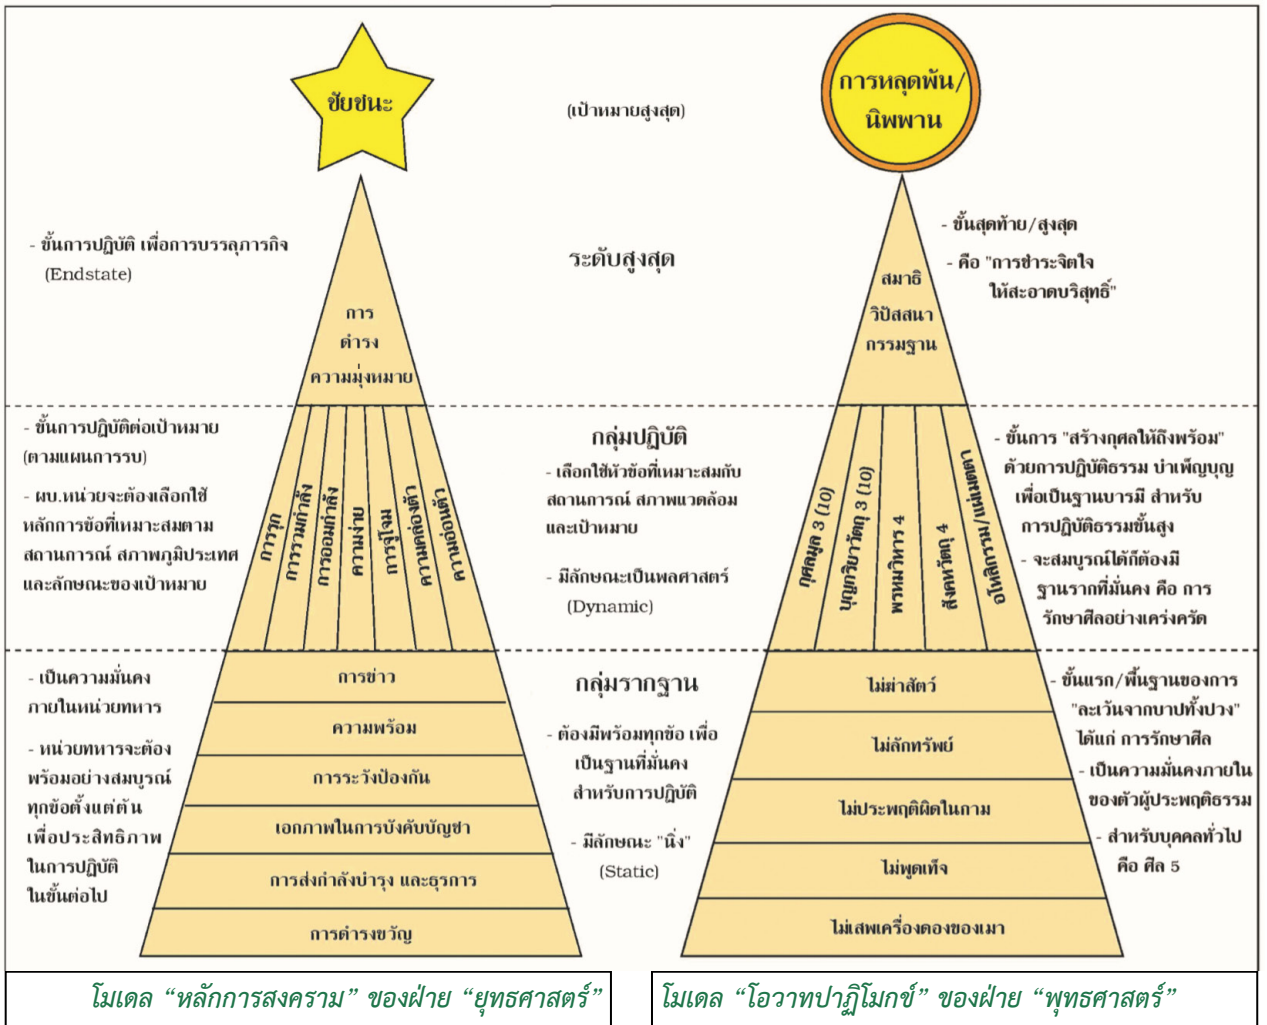 ชัยชนะ
(เป้าหมายสูงสุด)
การหลุดพ้น/
นิพพาน
- ขั้นการปฏิบัติ เพื่อการบรรลุภารกิจ
(Endstate)
การ
ดำรง
ความมุ่งหมาย
ระดับสูงสุด
สมาธิ
วิปัสสนา
กรรมฐาน
- ขั้นสุดท้าย/สูงสุด
- คือ "การชำระจิตใจ
ให้สะอาดบริสุทธิ์"
- ขั้นการปฏิบัติต่อเป้าหมาย
(ตามแผนการรบ)
- ผบ.หน่วยจะต้องเลือกใช้
หลักการข้อที่เหมาะสมตาม
สถานการณ์ สภาพภูมิประเทศ
และลักษณะของเป้าหมาย
การรุก
การรวมกำลัง
การออมกำลัง
ความง่าย
การจู่โจม
ความคล่องตัว
ความอ่อนตัว
กลุ่มปฏิบัติ
- เลือกใช้หัวข้อที่เหมาะสมกับ
สถานการณ์ สภาพแวดล้อม
และเป้าหมาย
- มีลักษณะเป็นพลศาสตร์
(Dynamic)
กุศลมูล 3 (10)
บุญกริยาวัตถุ 3 (10)
พรหมวิหาร 4
สังคหวัตถุ 4
อโหสิกรรม/แผ่เมตตา
- ขั้นการ "สร้างกุศลให้ถึงพร้อม"
ด้วยการปฏิบัติธรรม บำเพ็ญบุญ
เพื่อเป็นฐานบารมี สำหรับ
การปฏิบัติธรรมขั้นสูง
- จะสมบูรณ์ได้ก็ต้องมี
ฐานรากที่มั่นคง คือ การ
รักษาศีลอย่างเคร่งครัด
- เป็นความมั่นคง
ภายในหน่วยทหาร
- หน่วยทหารจะต้อง
พร้อมอย่างสมบูรณ์
ทุกข้อตั้งแต่ต้น
เพื่อประสิทธิภาพ
ในการปฏิบัติ
ในขั้นต่อไป
การข่าว
ความพร้อม
การระวังป้องกัน
เอกภาพในการบังคับบัญชา
การส่งกำลังบำรุง และธุรการ
การดำรงขวัญ
กลุ่มรากฐาน
- ต้องมีพร้อมทุกข้อ เพื่อ
เป็นฐานที่มั่นคง
สำหรับการปฏิบัติ
- มีลักษณะ "นิ่ง"
(Static)
ไม่ฆ่าสัตว์
ไม่ลักทรัพย์
ไม่ประพฤติผิดในกาม
ไม่พูดเท็จ
ไม่เสพเครื่องดองของเมา
- ขั้นแรก/พื้นฐานของการ
"ละเว้นจากบาปทั้งปวง"
ได้แก่ การรักษาศีล
- เป็นความมั่นคงภายใน
ของตัวผู้ประพฤติธรรม
- สำหรับบุคคลทั่วไป
คือ ศีล 5
โมเดล “หลักการสงคราม” ของฝ่าย “ยุทธศาสตร์”
โมเดล “โอวาทปาฏิโมกข์” ของฝ่าย “พุทธศาสตร์”